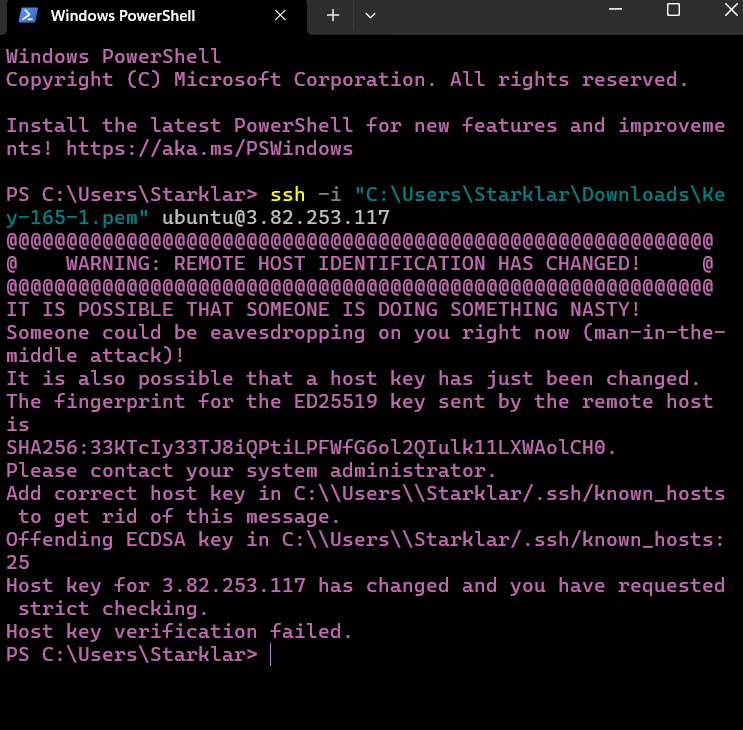 Windows PowerShell
Windows PowerShell
Copyright (C) Microsoft Corporation. All rights reserved.
Install the latest PowerShell for new features and improveme
nts! https://aka.ms/PSWindows
PS C:\Users\Starklar> ssh -i "C:\Users\Starklar\Downloads\Ke
y-165-1.pem" ubuntu@3.82.253.117
@@@@@@@@@@@@@@@@@@@@@@@@@@@@@@@@@@@@@@@@@@@@@@@@@@@@@@@@@@@
@    WARNING: REMOTE HOST IDENTIFICATION HAS CHANGED!     @
@@@@@@@@@@@@@@@@@@@@@@@@@@@@@@@@@@@@@@@@@@@@@@@@@@@@@@@@@@@
IT IS POSSIBLE THAT SOMEONE IS DOING SOMETHING NASTY!
Someone could be eavesdropping on you right now (man-in-the-
middle attack)!
It is also possible that a host key has just been changed.
The fingerprint for the ED25519 key sent by the remote host
is
SHA256:33KTcIy33TJ8iQPtiLPFWfG6ol2QIulk11LXWAolCH0.
Please contact your system administrator.
Add correct host key in C:\\Users\\Starklar/.ssh/known_hosts
 to get rid of this message.
Offending ECDSA key in C:\\Users\\Starklar/.ssh/known_hosts:
25
Host key for 3.82.253.117 has changed and you have requested
 strict checking.
Host key verification failed.
PS C:\Users\Starklar>